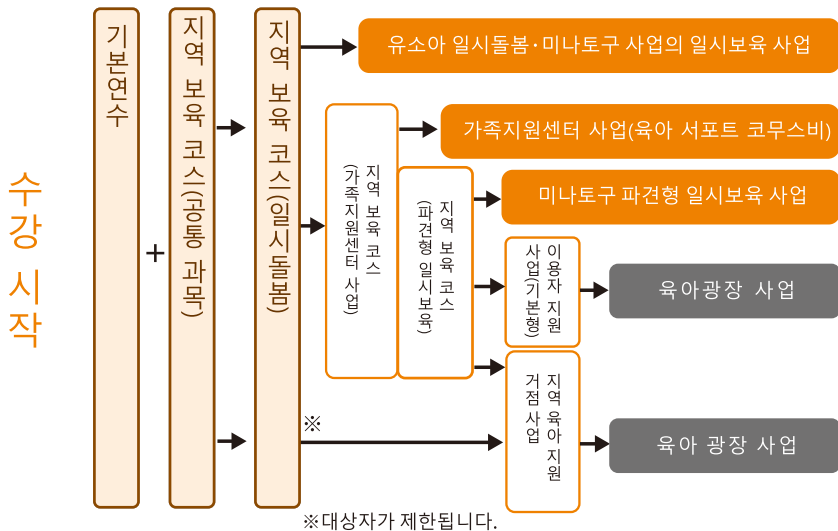 수강 시작
기본연수
+
지역 보육 코스(공통 과목)
지역 보육 코스(일시돌봄)
유소아 일시돌봄·미나토구 사업의 일시보육 사업
지역 보육 코스
(가족지원센터 사업)
가족지원센터 사업(육아 서포트 코무스비)
지역 보육 코스
(파견형 일시보육)
미나토구 파견형 일시보육 사업
이용자 지원
사업(기본형)
육아광장 사업
※
지역 육아 지원
거점 사업
육아 광장 사업
※대상자가 제한됩니다.